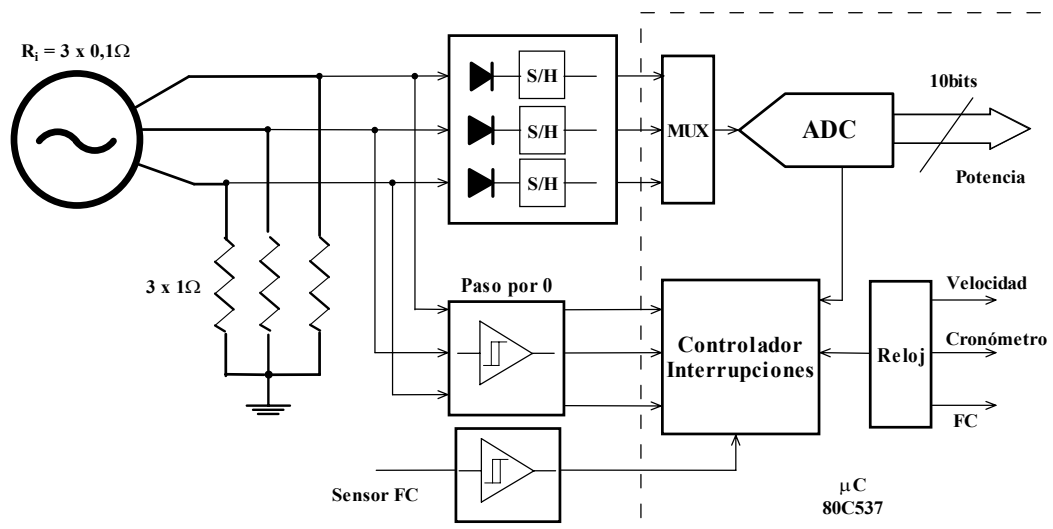 R_i = 3 x 0,1Ω
S/H
S/H
S/H
MUX
ADC
10bits
Potencia
3 x 1Ω
Paso por 0
Controlador
Interrupciones
Reloj
Velocidad
Cronómetro
FC
Sensor FC
μC
80C537